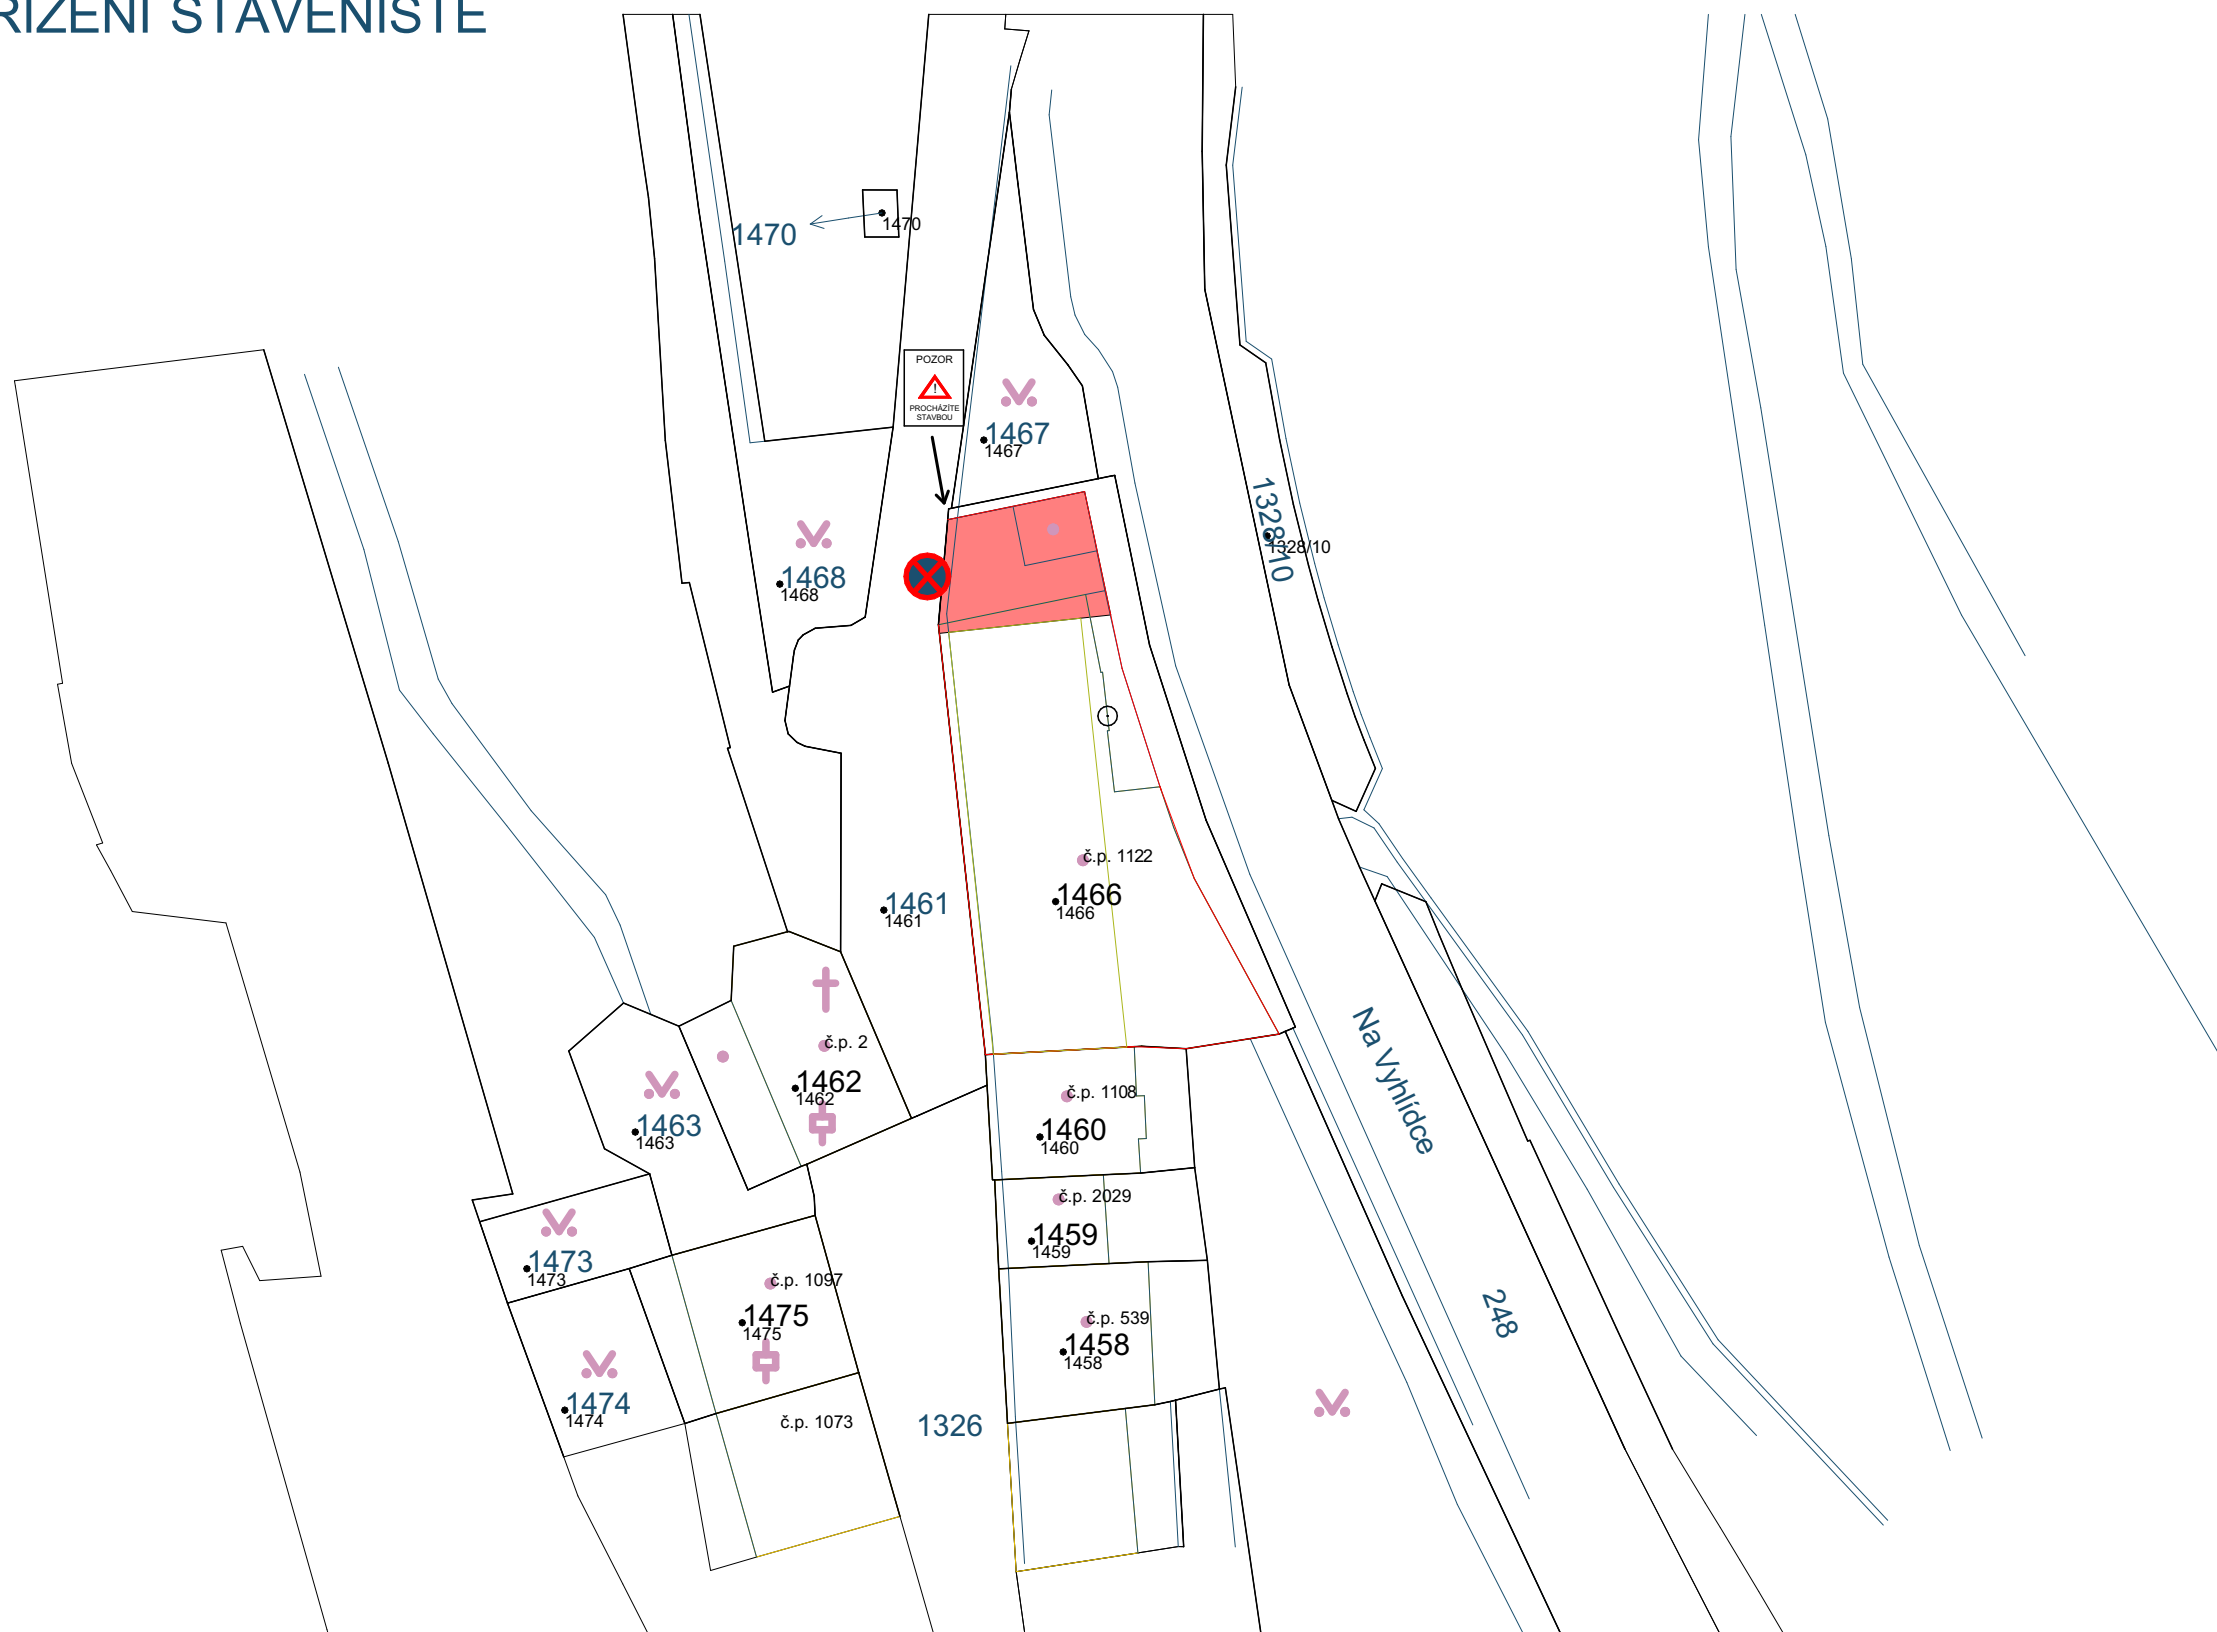 ŘÍZENÍ STAVENIŠTĚ
1470
1470
POZOR
!
PROCHÁZÍTE
STAVBOU
1467
1467
1328/10
1328/10
1468
1468
č.p. 1122
1466
1466
1461
1461
č.p. 2
1462
1462
Na Vyhlídce
č.p. 1108
1460
1460
1463
1463
č.p. 2029
1459
1459
1473
1473
č.p. 1097
1475
1475
248
č.p. 539
1458
1458
1474
1474
č.p. 1073
1326